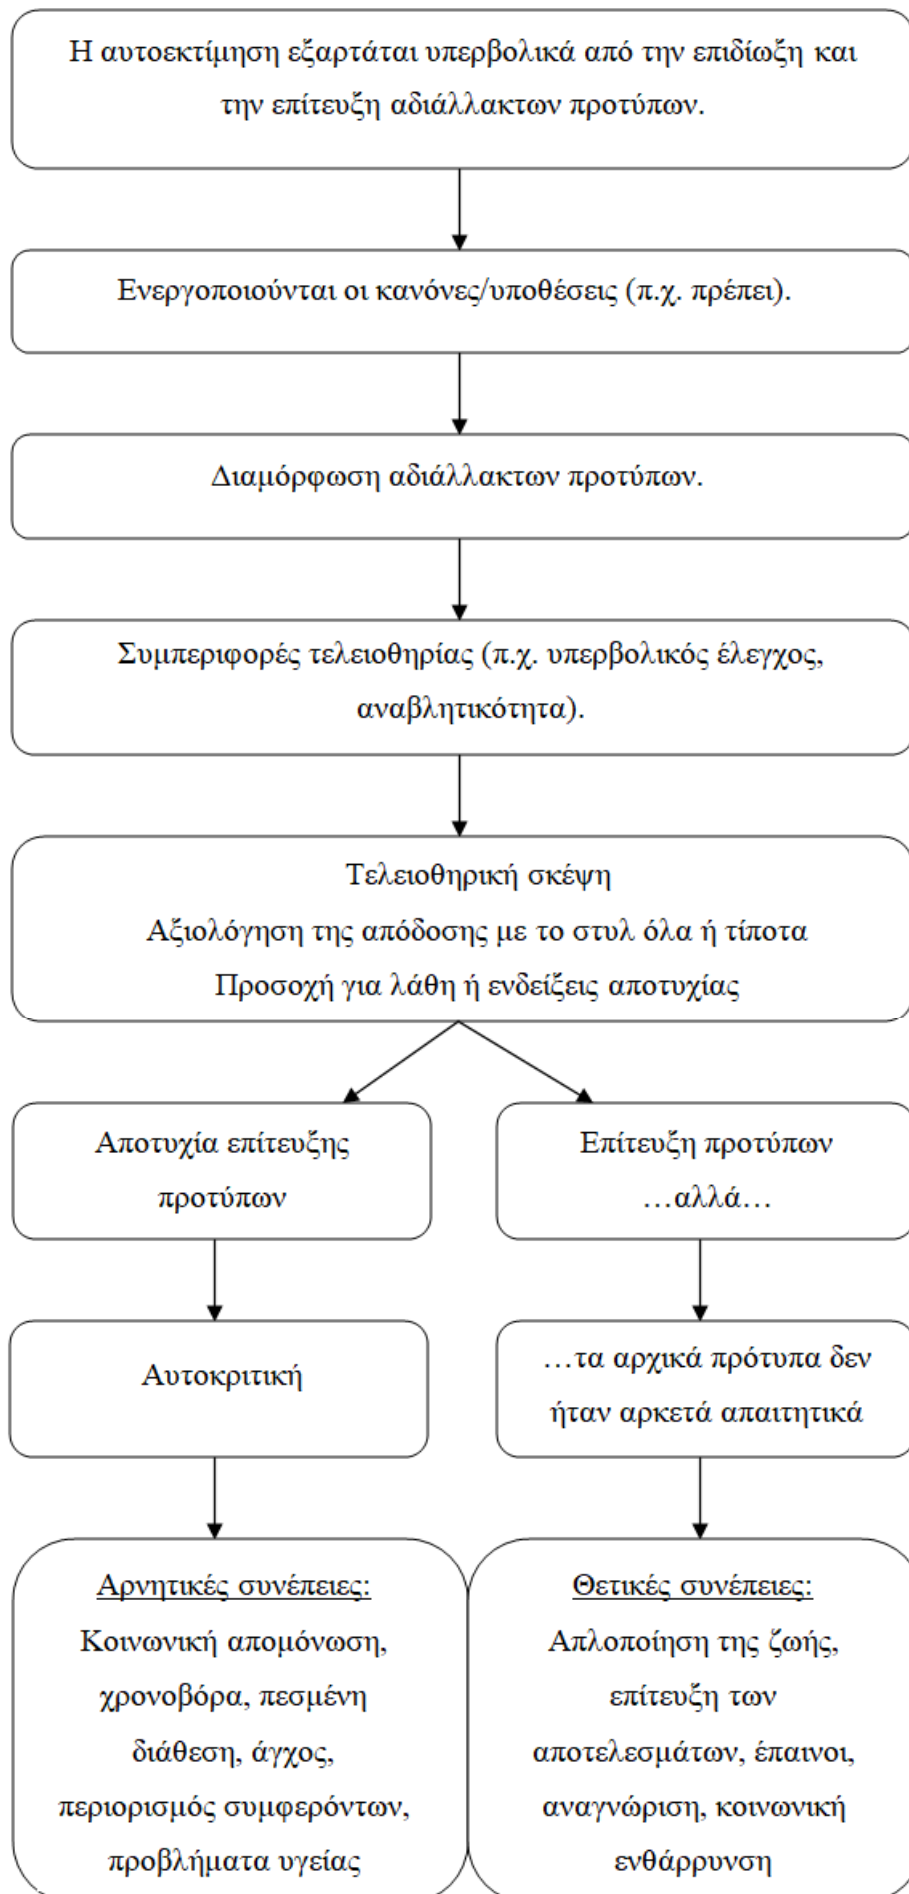 Η αυτοεκτίμηση εξαρτάται υπερβολικά από την επιδίωξη και
την επίτευξη αδιάλλακτων προτύπων.
Ενεργοποιούνται οι κανόνες/υποθέσεις (π.χ. πρέπει).
Διαμόρφωση αδιάλλακτων προτύπων.
Συμπεριφορές τελειοθηρίας (π.χ. υπερβολικός έλεγχος,
αναβλητικότητα).
Τελειοθηρική σκέψη
Αξιολόγηση της απόδοσης με το στυλ όλα ή τίποτα
Προσοχή για λάθη ή ενδείξεις αποτυχίας
Αποτυχία επίτευξης
προτύπων
Επίτευξη προτύπων
…αλλά…
Αυτοκριτική
…τα αρχικά πρότυπα δεν
ήταν αρκετά απαιτητικά
Αρνητικές συνέπειες:
Κοινωνική απομόνωση,
χρονοβόρα, πεσμένη
διάθεση, άγχος,
περιορισμός συμφερόντων,
προβλήματα υγείας
Θετικές συνέπειες:
Απλοποίηση της ζωής,
επίτευξη των
αποτελεσμάτων, έπαινοι,
αναγνώριση, κοινωνική
ενθάρρυνση